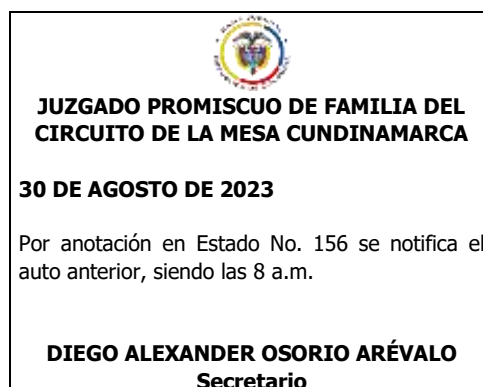 JUZGADO PROMISCUO DE FAMILIA DEL
CIRCUITO DE LA MESA CUNDINAMARCA
30 DE AGOSTO DE 2023
Por anotación en Estado No. 156 se notifica el
auto anterior, siendo las 8 a.m.
DIEGO ALEXANDER OSORIO ARÉVALO
Secretario